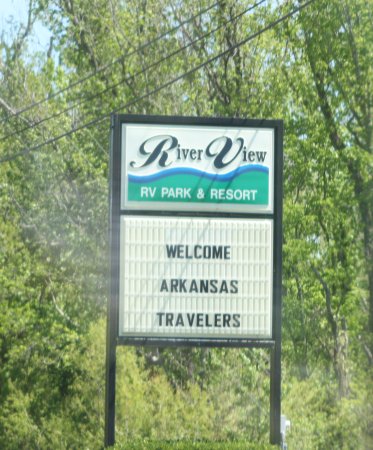 River View
RV PARK & RESORT
WELCOME
ARKANSAS
TRAVELERS